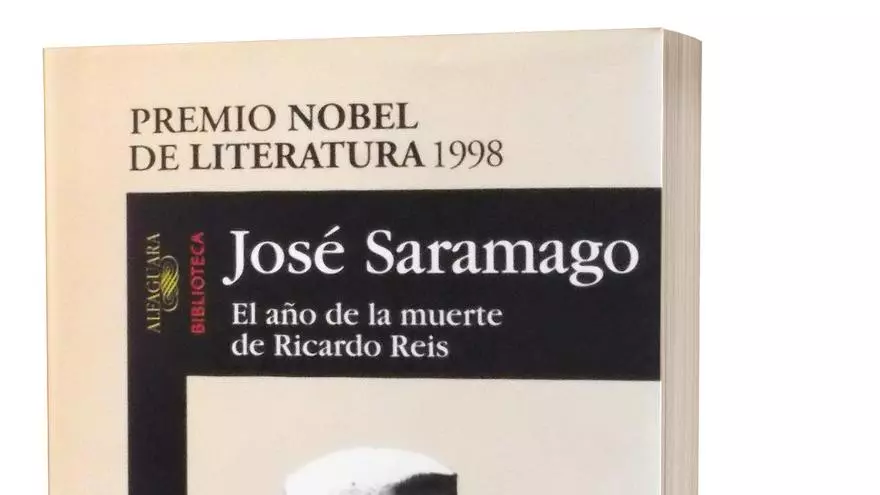 PREMIO NOBEL
DE LITERATURA 1998
José Saramago
El año de la muerte
de Ricardo Reis
ALFAGUARA
BIBLIOTECA